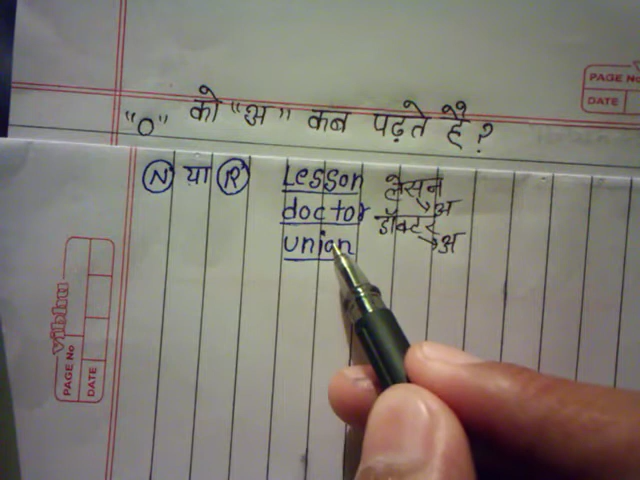 PAGE No
DATE
"O" को "अ" कब पढ़ते है?
N या R Lesson लेसन
अ
doctor डॉक्टर
अ
union
vibhu
PAGE No
DATE